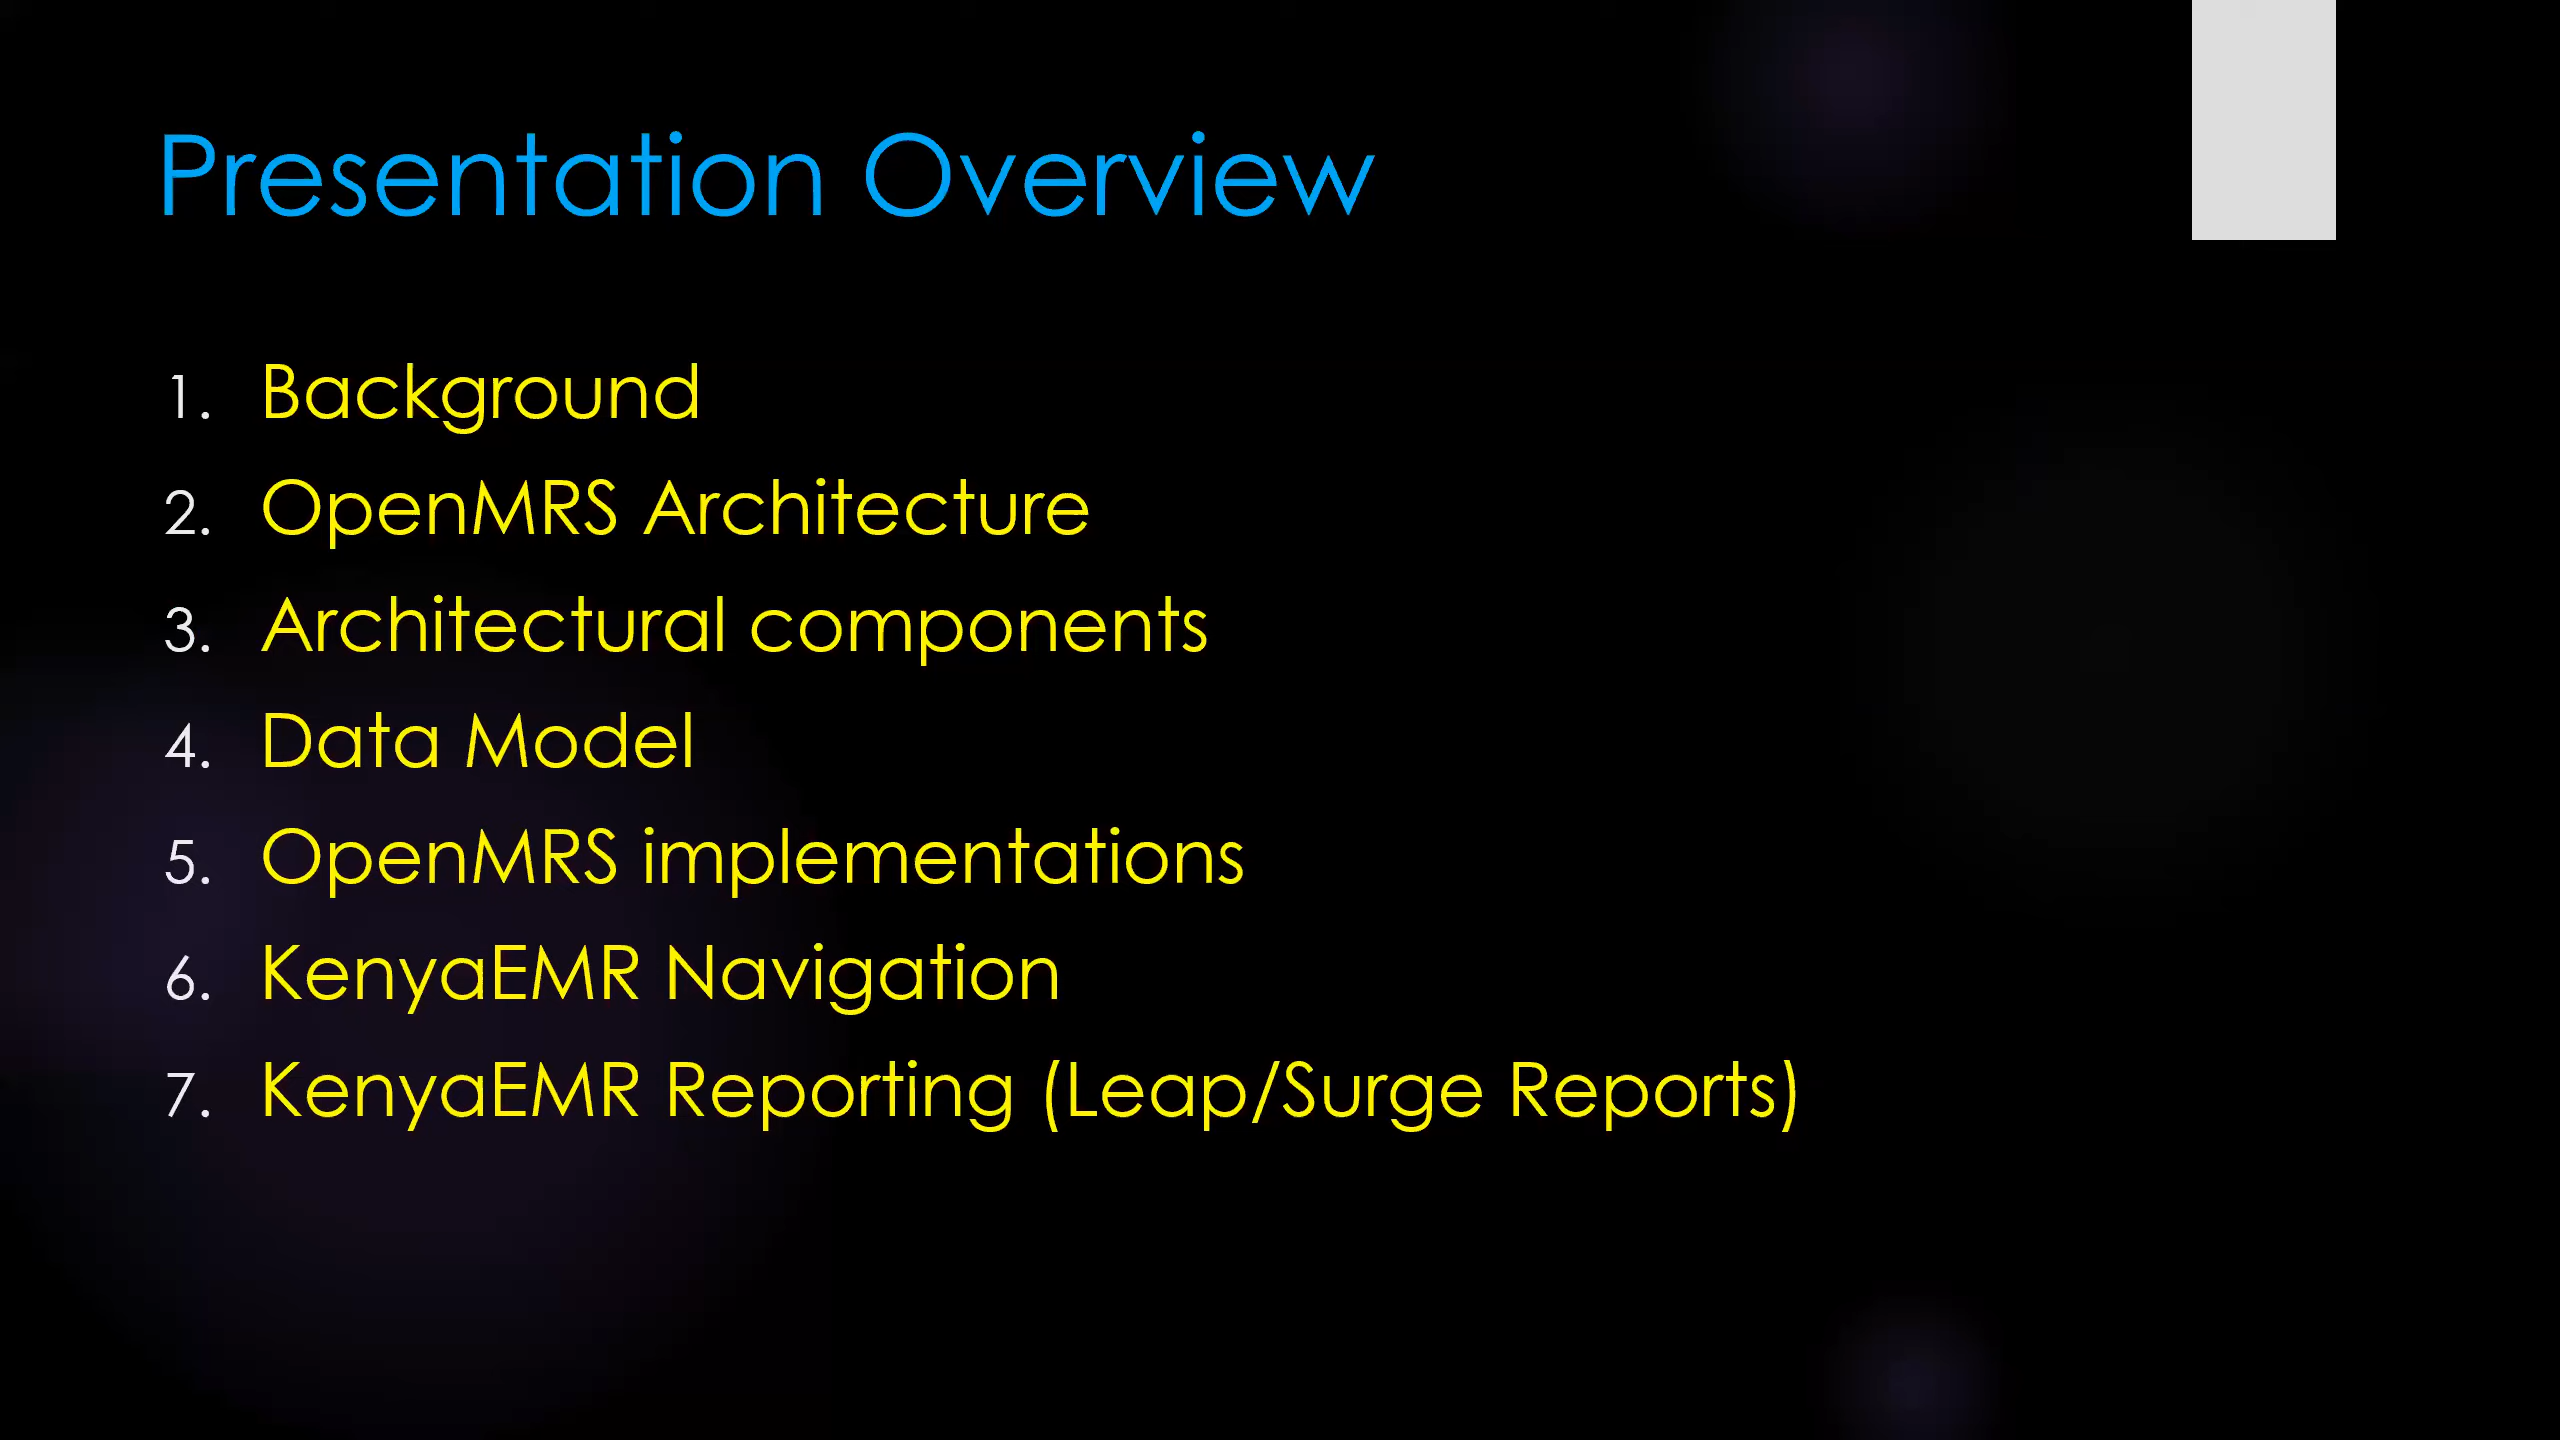 Presentation Overview
1. Background
2. OpenMRS Architecture
3. Architectural components
4. Data Model
5. OpenMRS implementations
6. KenyaEMR Navigation
7. KenyaEMR Reporting (Leap/Surge Reports)